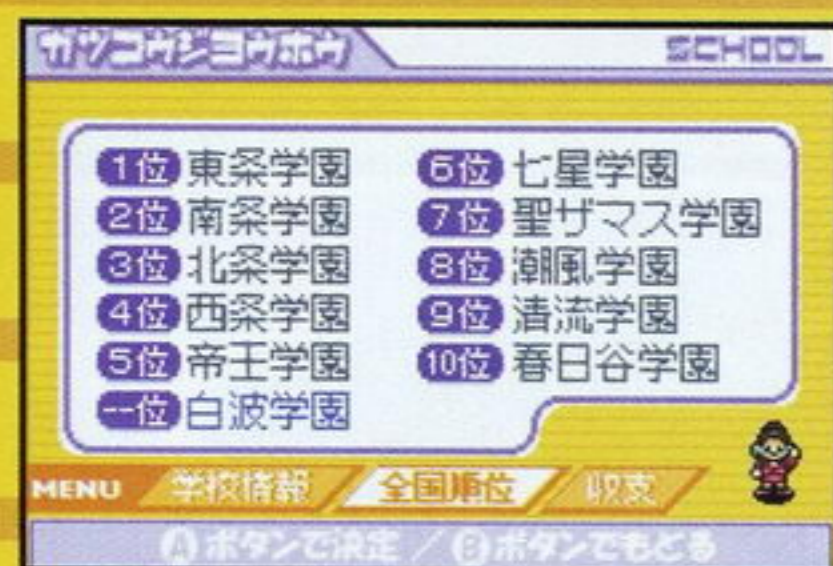 ガッコウジョウホウ
SCHOOL
1位 東条学園
2位 南条学園
3位 北条学園
4位 西条学園
5位 帝王学園
--位 白波学園
6位 七星学園
7位 聖ザマス学園
8位 潮風学園
9位 清流学園
10位 春日谷学園
MENU 学校情報 全国順位 収支
Ⓐボタンで決定/Ⓑボタンでもどる